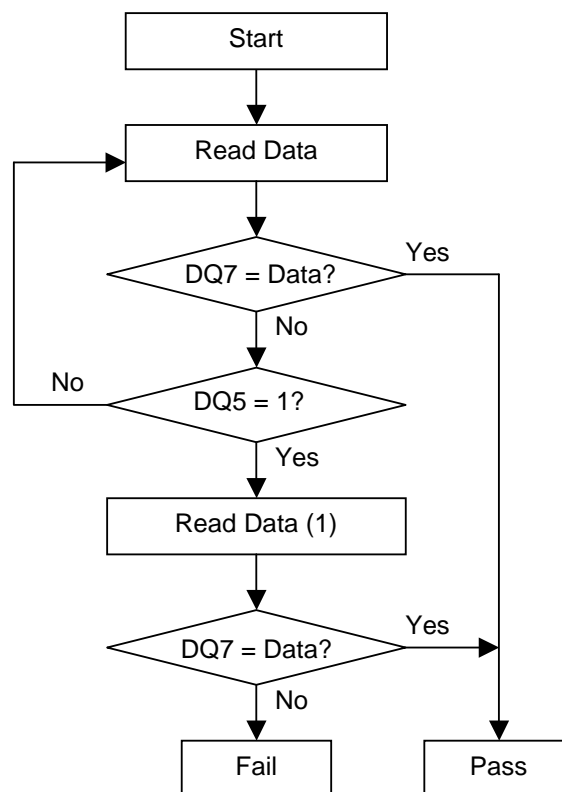 Start
Read Data
DQ7 = Data?
Yes
No
No
DQ5 = 1?
Yes
Read Data (1)
DQ7 = Data?
Yes
No
Fail
Pass